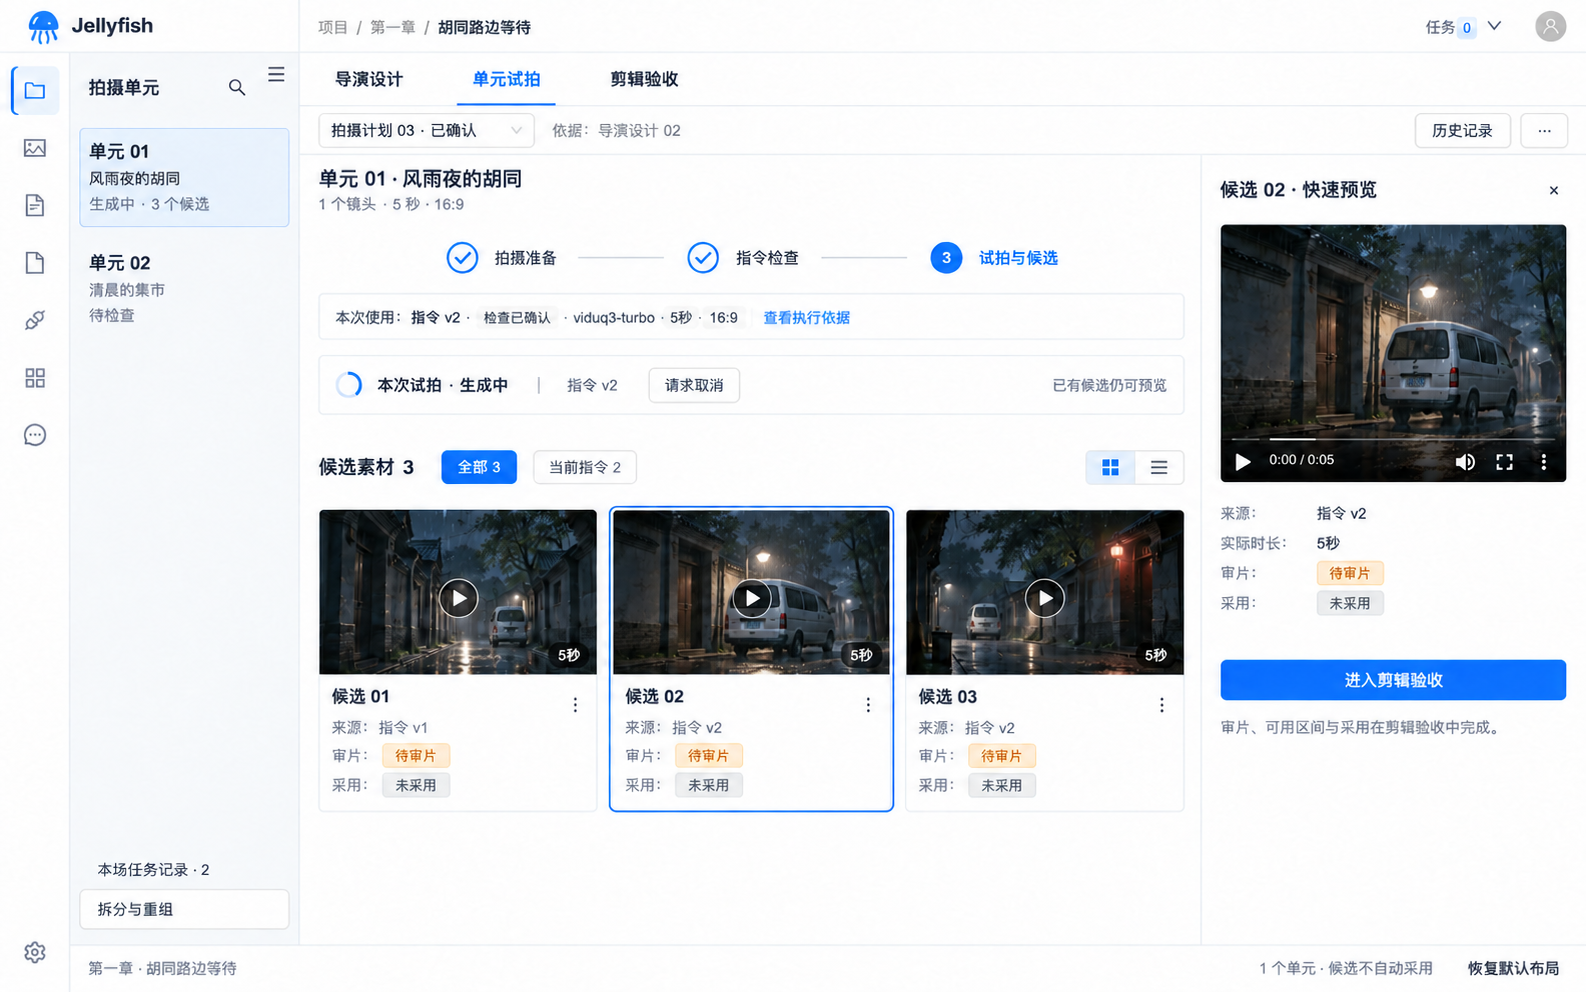 Jellyfish
项目 / 第一章 / 胡同路边等待
任务 0
拍摄单元
单元 01
风雨夜的胡同
生成中 · 3 个候选
单元 02
清晨的集市
待检查
本场任务记录 · 2
拆分与重组
导演设计 单元试拍 剪辑验收
拍摄计划 03 · 已确认 依据：导演设计 02
历史记录 ...
单元 01 · 风雨夜的胡同
1 个镜头 · 5 秒 · 16:9
拍摄准备 指令检查 3 试拍与候选
本次使用：指令 v2 · 检查已确认 · viduq3-turbo · 5秒 · 16:9 查看执行依据
本次试拍 · 生成中 | 指令 v2 请求取消 已有候选仍可预览
候选素材 3 全部 3 当前指令 2
5秒
候选 01
来源：指令 v1
审片：待审片
采用：未采用
5秒
候选 02
来源：指令 v2
审片：待审片
采用：未采用
5秒
候选 03
来源：指令 v2
审片：待审片
采用：未采用
候选 02 · 快速预览 ×
0:00 / 0:05
来源：指令 v2
实际时长：5秒
审片：待审片
采用：未采用
进入剪辑验收
审片、可用区间与采用在剪辑验收中完成。
第一章 · 胡同路边等待
1 个单元 · 候选不自动采用 恢复默认布局